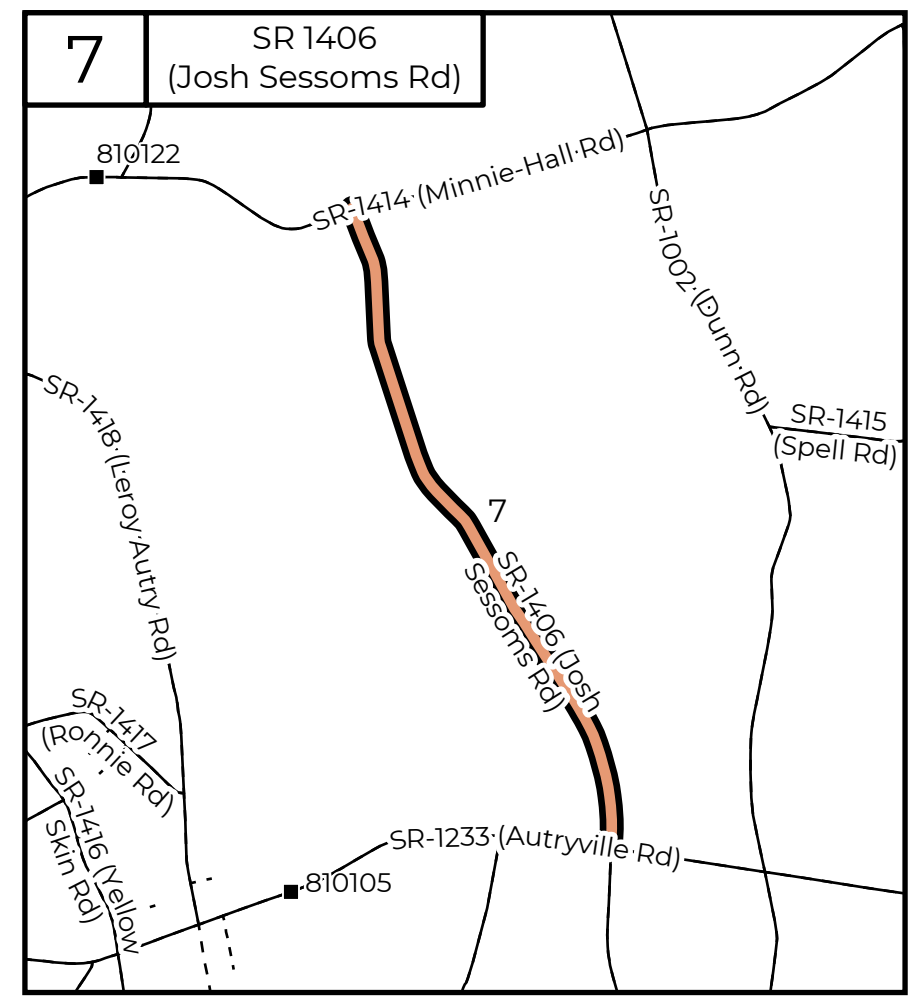 7
SR 1406
(Josh Sessoms Rd)
810122
SR-1414 (Minnie-Hall Rd)
SR-1002 (Dunn Rd)
SR-1418 (Leroy Autry Rd)
SR-1415
(Spell Rd)
7
SR-1406 (Josh
Sessoms Rd)
SR-1417
(Ronnie Rd)
SR-1416 (Yellow
Skin Rd)
SR-1233 (Autryville Rd)
810105